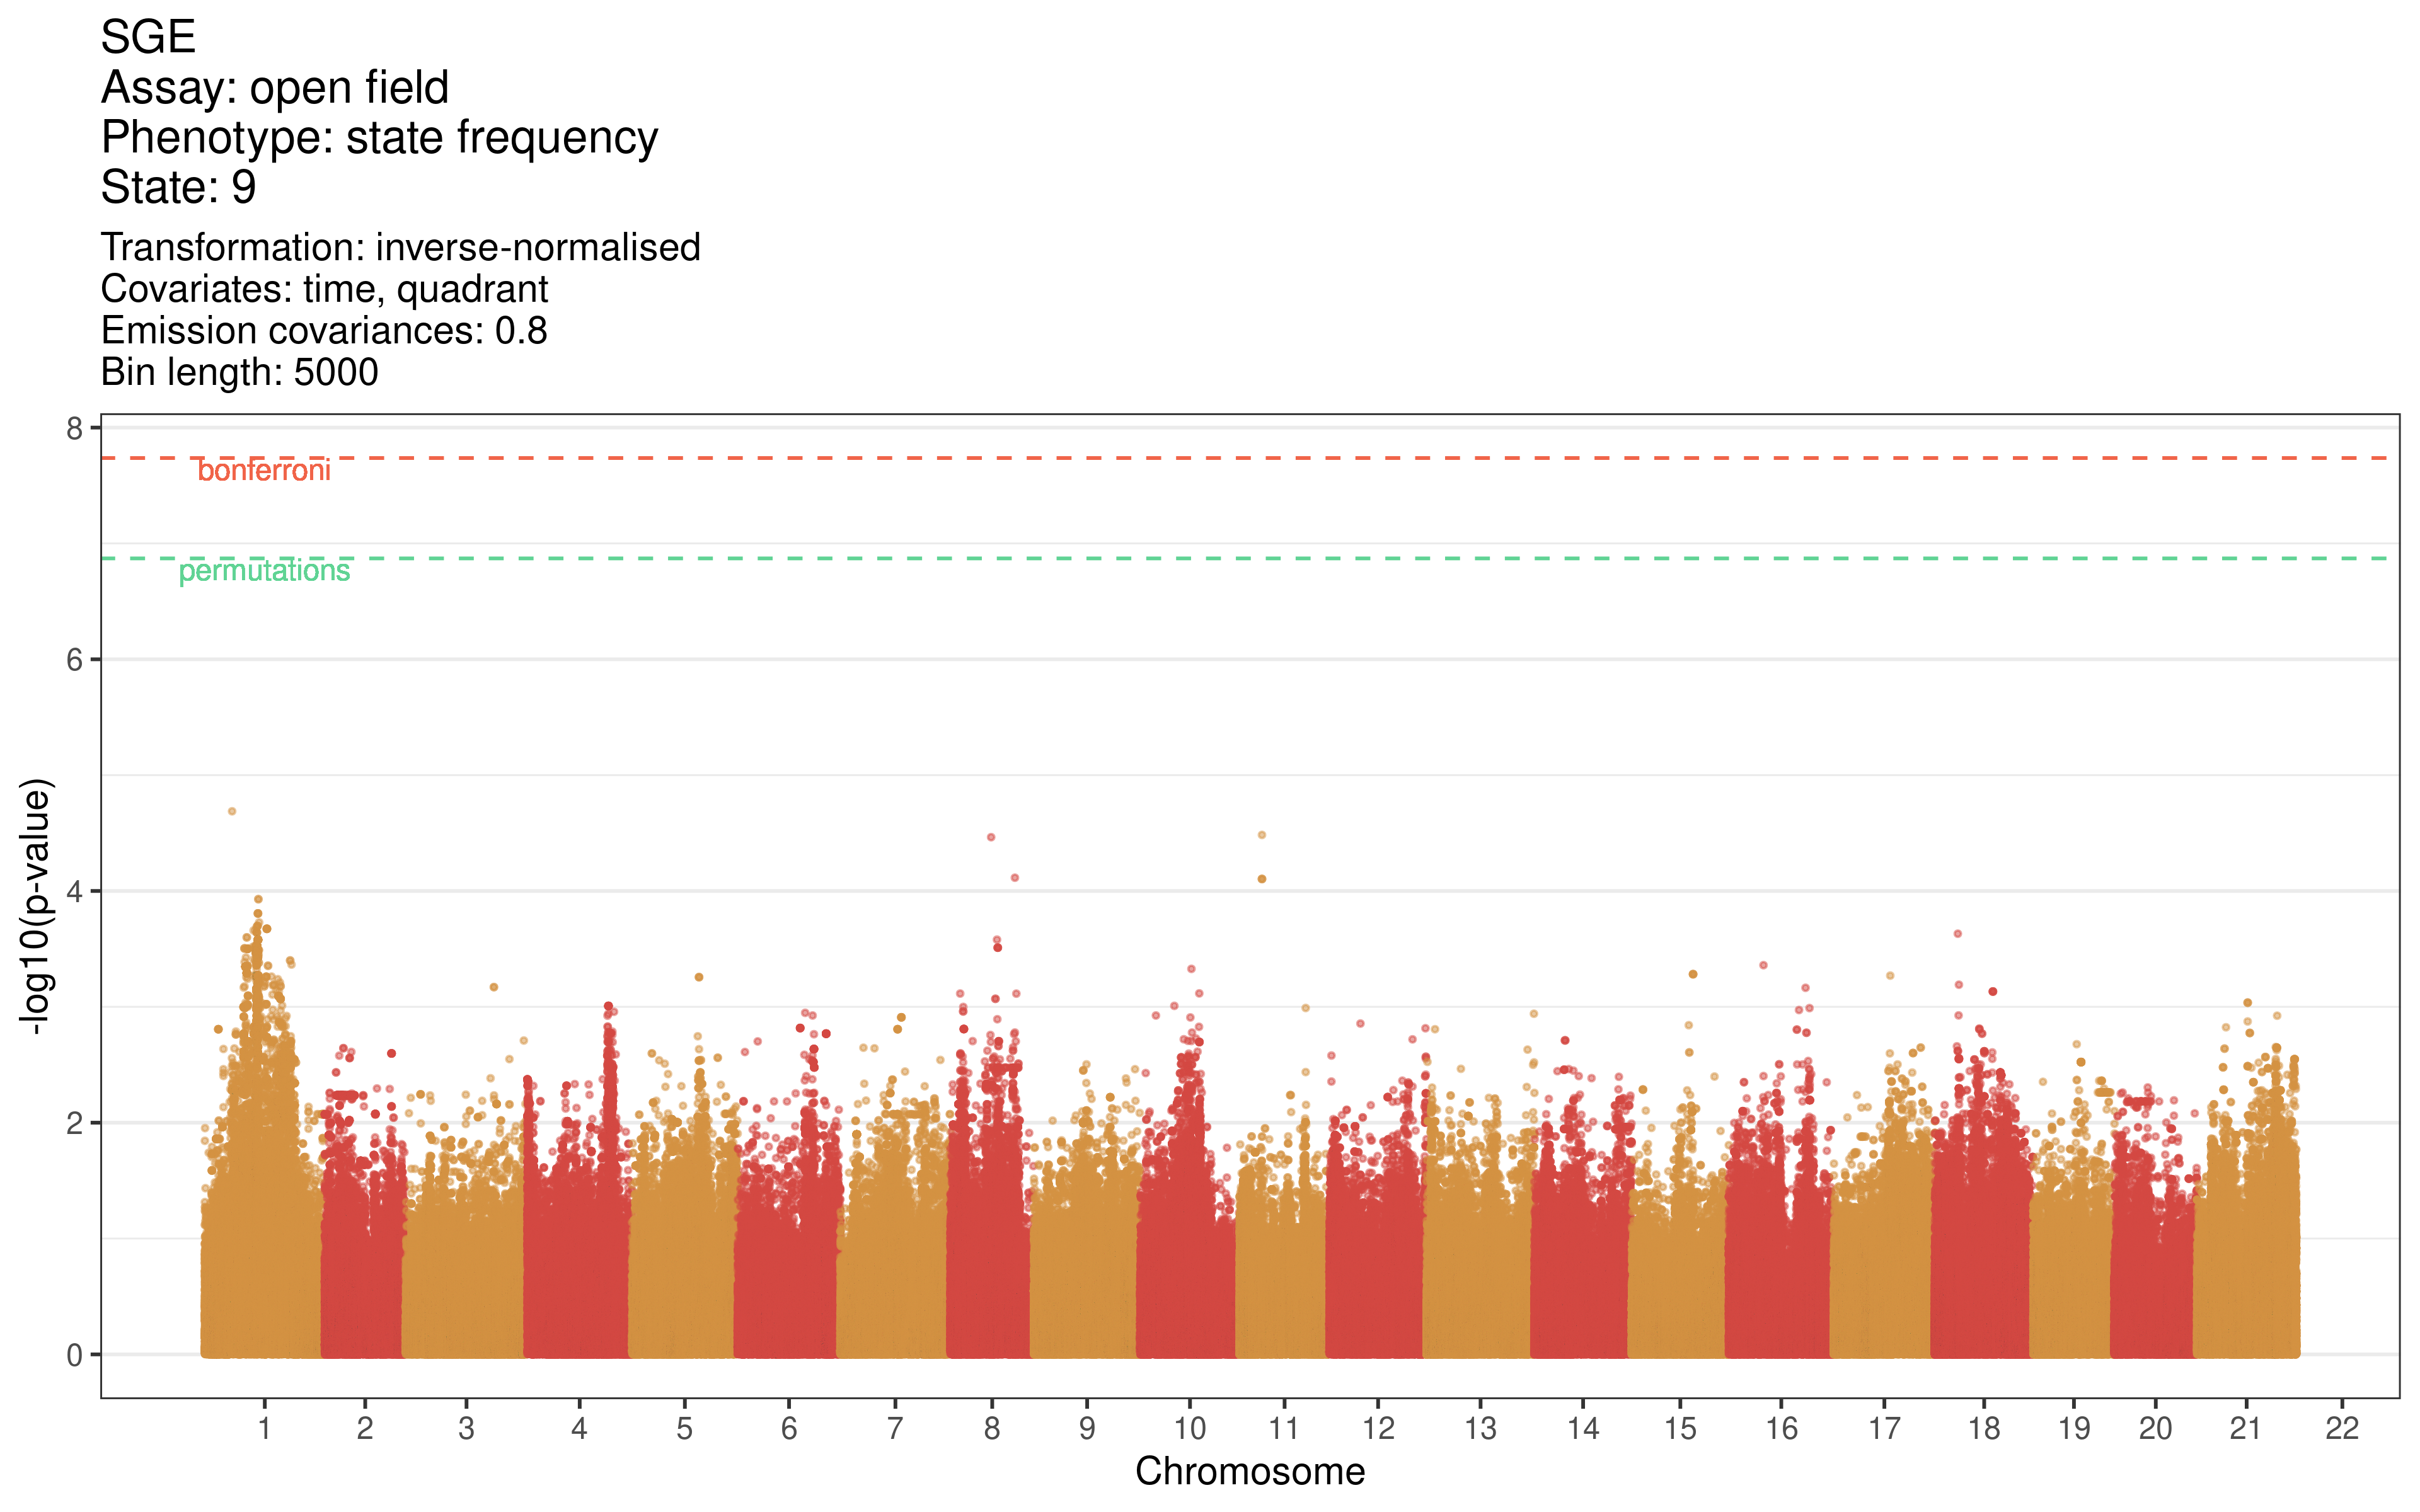 SGE
Assay: open field
Phenotype: state frequency
State: 9
Transformation: inverse-normalised
Covariates: time, quadrant
Emission covariances: 0.8
Bin length: 5000
8
bonferroni
permutations
6
4
2
0
-log10(p-value)
1 2 3 4 5 6 7 8 9 10 11 12 13 14 15 16 17 18 19 20 21 22
Chromosome